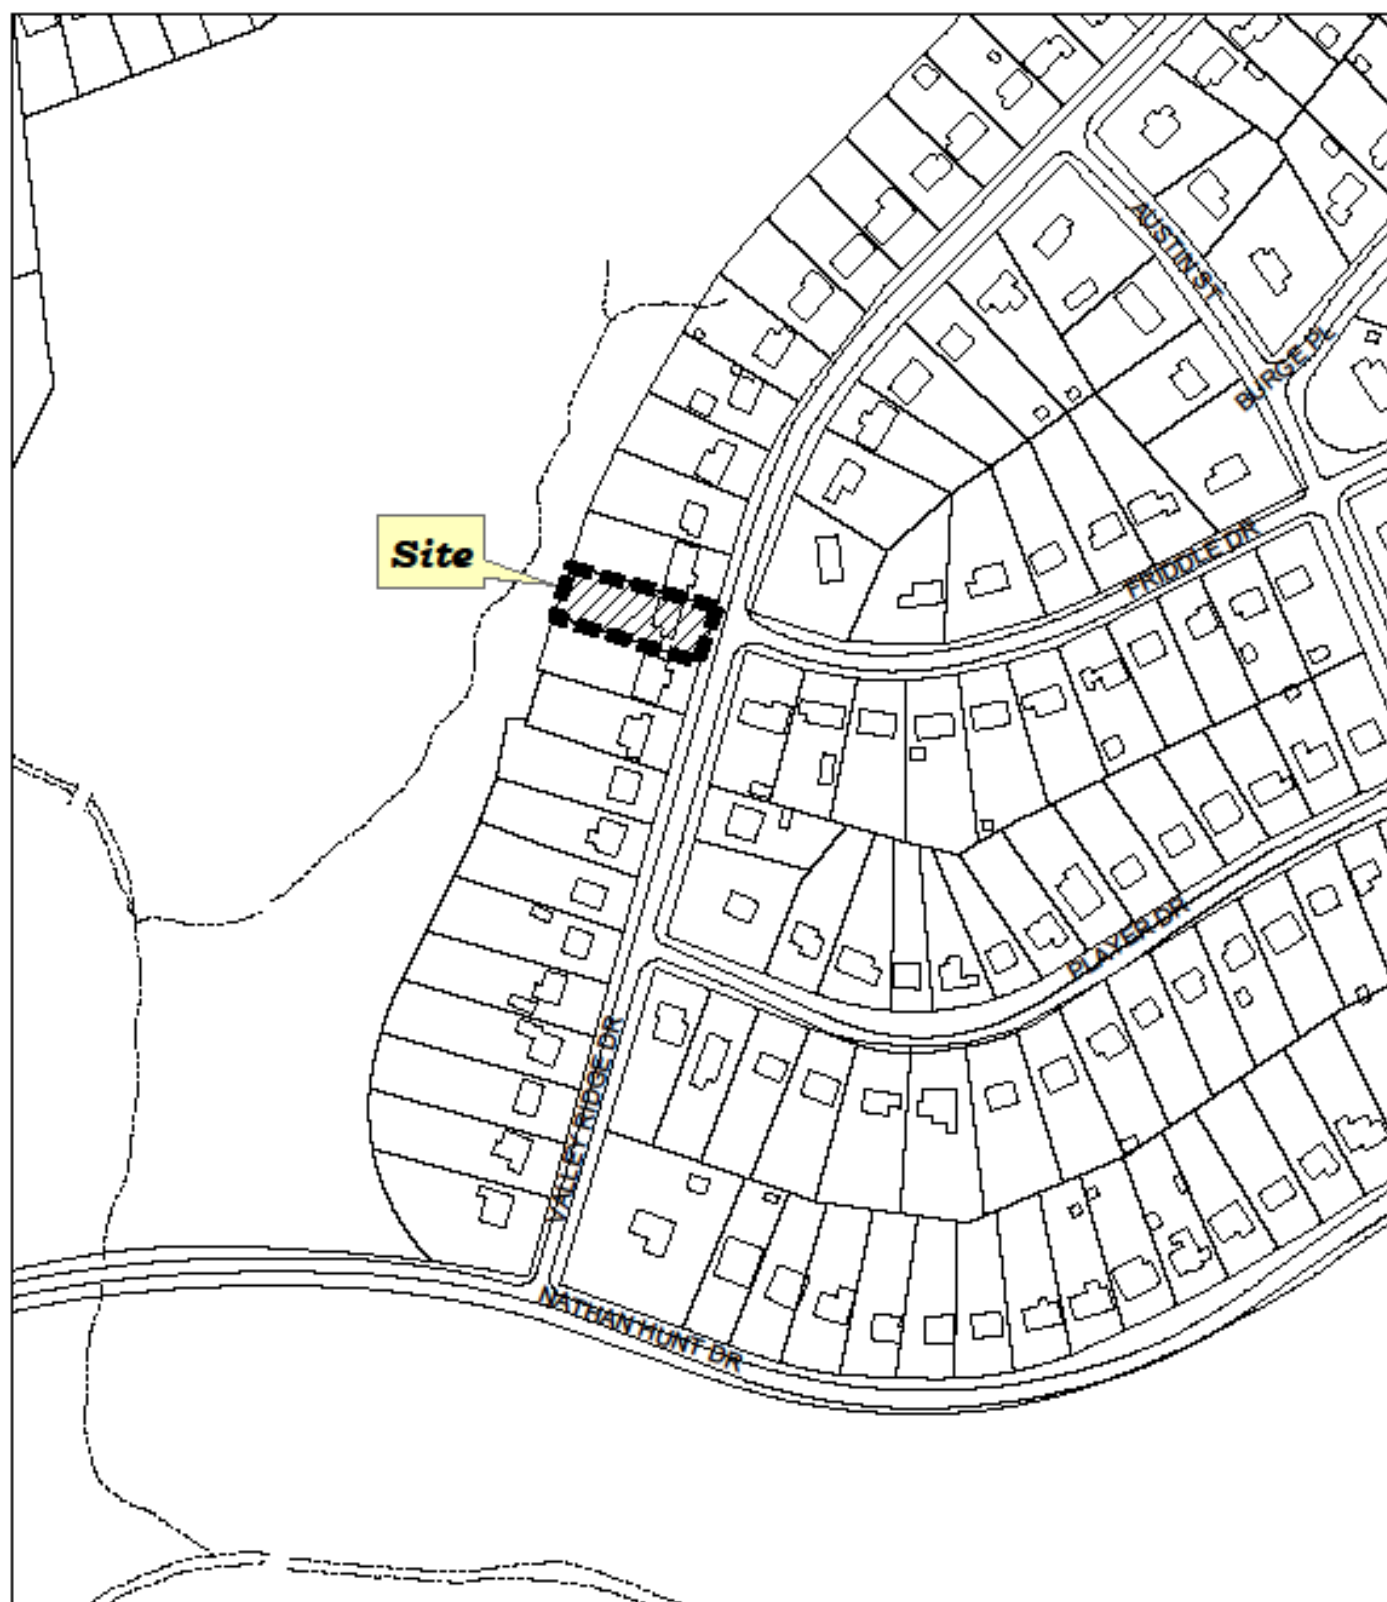 AUSTIN ST
BURGE PL
Site
FRIDDLE DR
PLAYER DR
VALLEY RIDGE DR
NATHAN HUNT DR